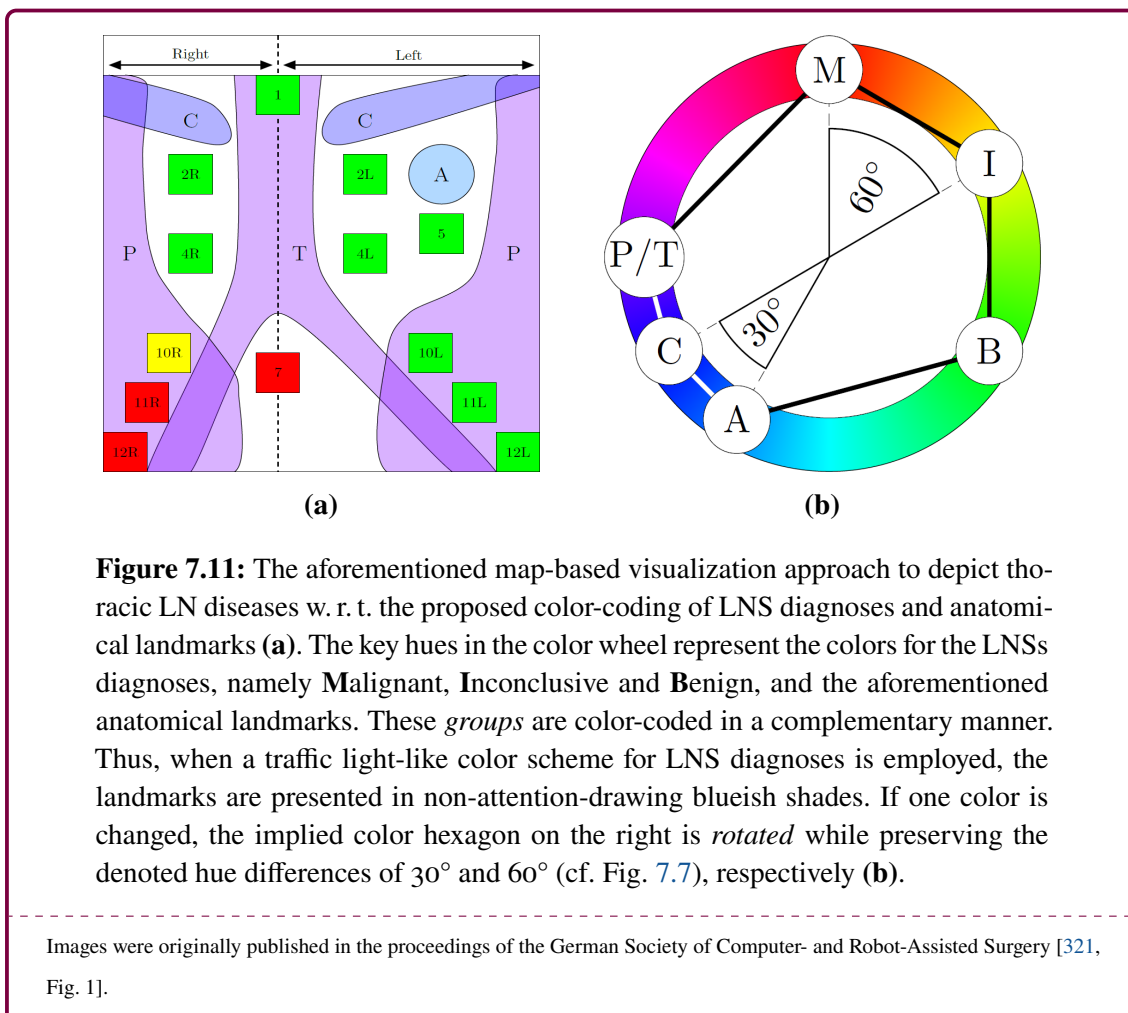 Right Left
1
C C
2R 2L A
5
P 4R T 4L P
10R 7 10L
11R 11L
12R 12L
(a)
M
I
60°
P/T
30°
C B
A
(b)
Figure 7.11: The aforementioned map-based visualization approach to depict tho-
racic LN diseases w. r. t. the proposed color-coding of LNS diagnoses and anatomi-
cal landmarks (a). The key hues in the color wheel represent the colors for the LNSs
diagnoses, namely Malignant, Inconclusive and Benign, and the aforementioned
anatomical landmarks. These groups are color-coded in a complementary manner.
Thus, when a traffic light-like color scheme for LNS diagnoses is employed, the
landmarks are presented in non-attention-drawing blueish shades. If one color is
changed, the implied color hexagon on the right is rotated while preserving the
denoted hue differences of 30° and 60° (cf. Fig. 7.7), respectively (b).
Images were originally published in the proceedings of the German Society of Computer- and Robot-Assisted Surgery [321,
Fig. 1].